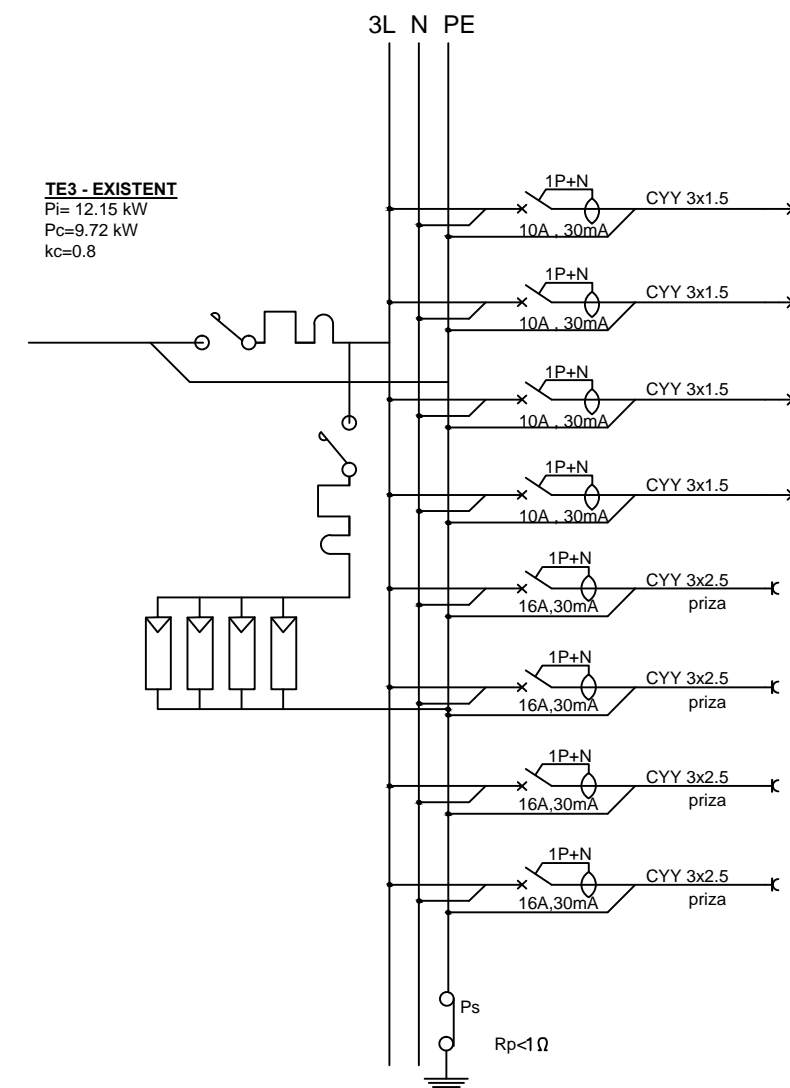 3L N PE
TE3 - EXISTENT
Pi= 12.15 kW
Pc=9.72 kW
kc=0.8
1P+N
CYY 3x1.5
10A , 30mA
1P+N
CYY 3x1.5
10A , 30mA
1P+N
CYY 3x1.5
10A , 30mA
1P+N
CYY 3x1.5
10A , 30mA
1P+N
CYY 3x2.5
16A,30mA
priza
1P+N
CYY 3x2.5
16A,30mA
priza
1P+N
CYY 3x2.5
16A,30mA
priza
1P+N
CYY 3x2.5
16A,30mA
priza
Ps
Rp<1Ω